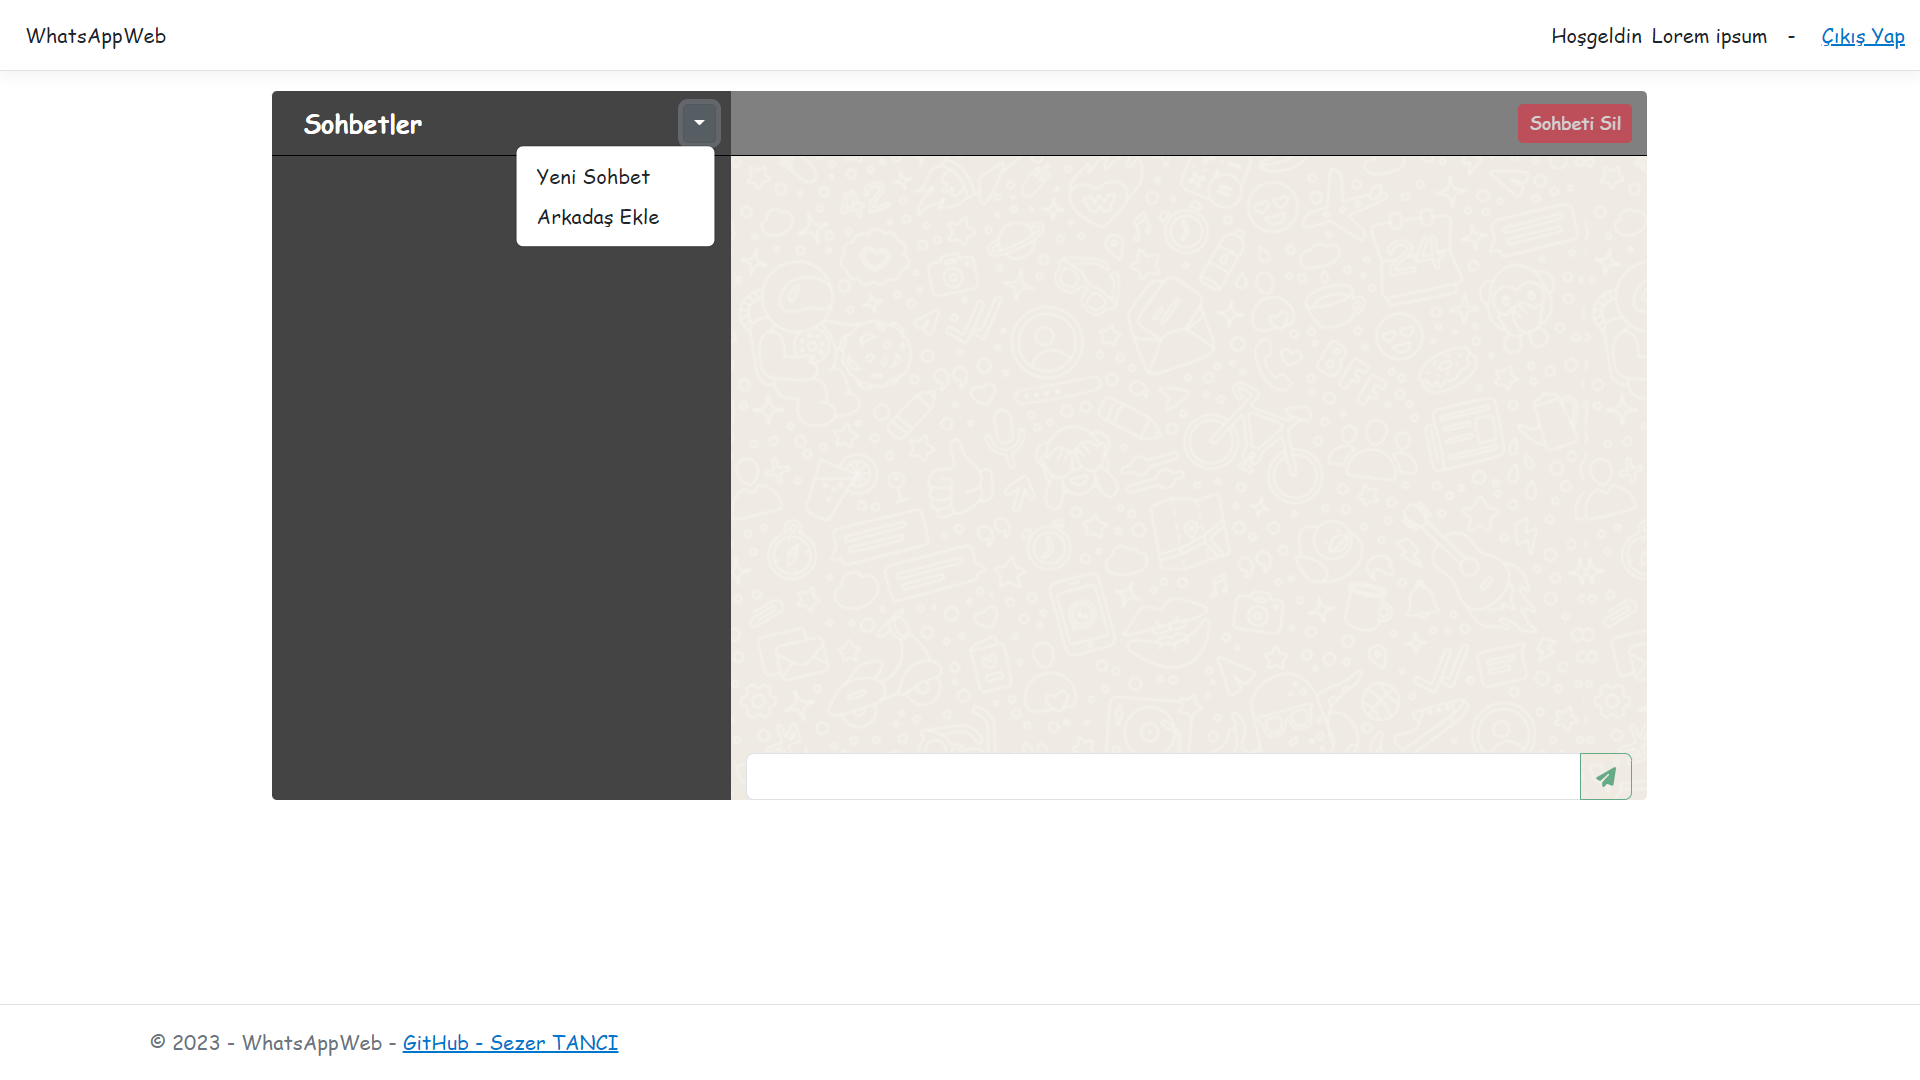 WhatsAppWeb
Hoşgeldin Lorem ipsum - Çıkış Yap
Sohbetler
Sohbeti Sil
Yeni Sohbet
Arkadaş Ekle
© 2023 - WhatsAppWeb - GitHub - Sezer TANCI